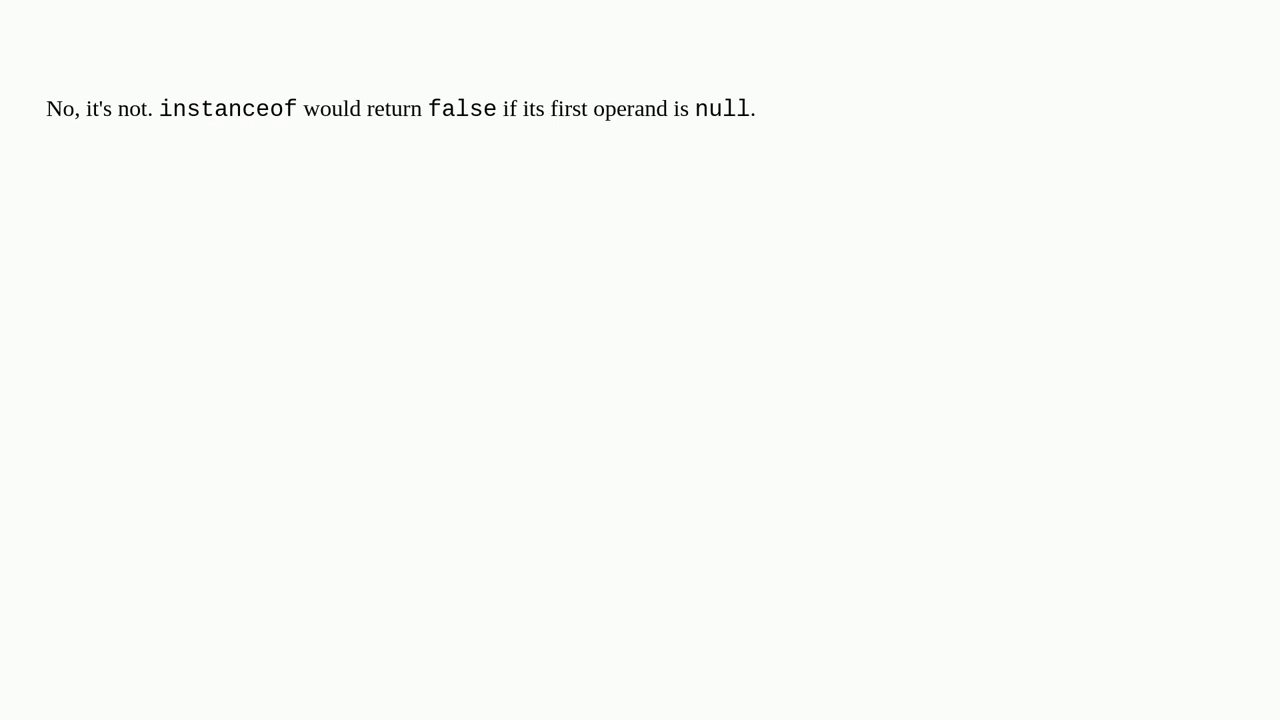 No, it's not. instanceof would return false if its first operand is null.